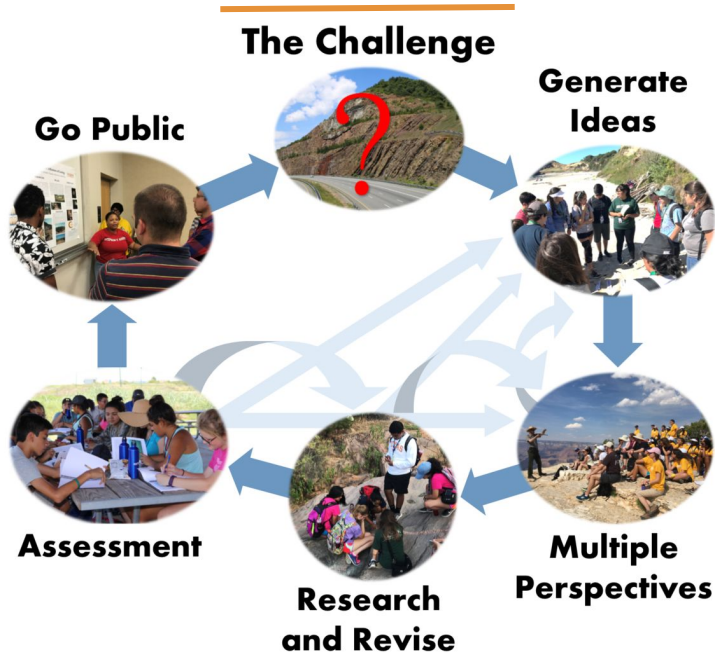 The Challenge
?
Generate
Ideas
Go Public
Assessment
Research
and Revise
Multiple
Perspectives